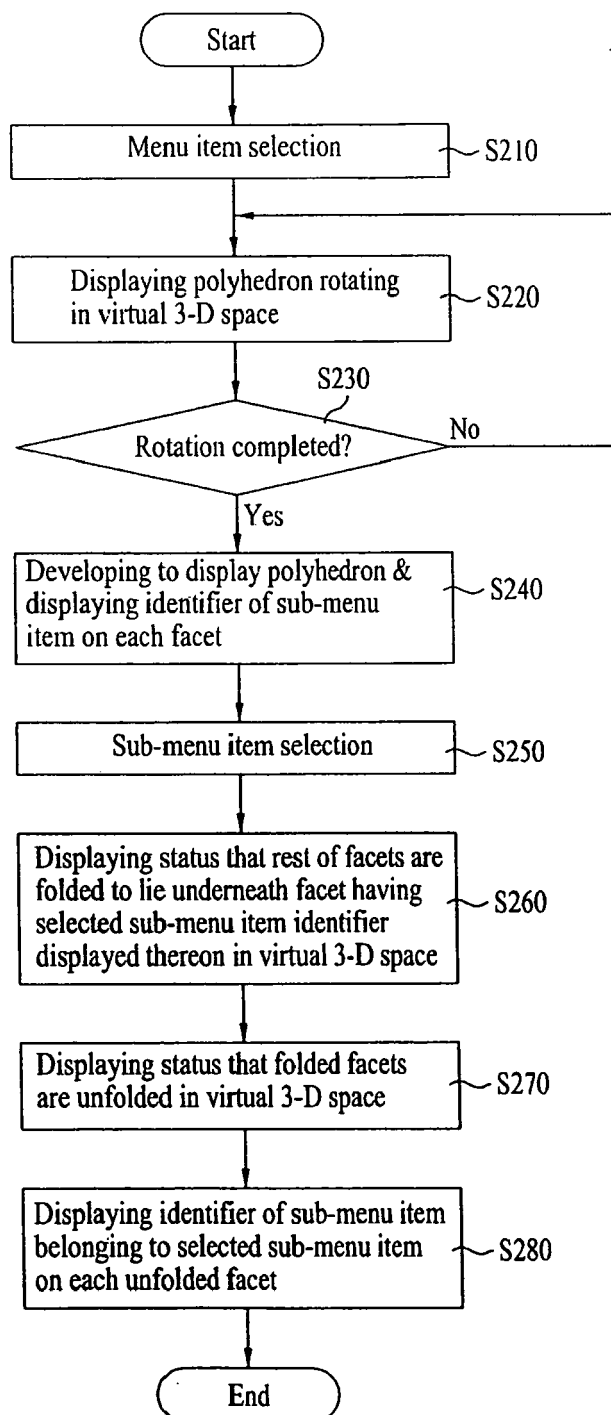 Start
Menu item selection
S210
Displaying polyhedron rotating
in virtual 3-D space
S220
S230
Rotation completed?
No
Yes
Developing to display polyhedron &
displaying identifier of sub-menu
item on each facet
S240
Sub-menu item selection
S250
Displaying status that rest of facets are
folded to lie underneath facet having
selected sub-menu item identifier
displayed thereon in virtual 3-D space
S260
Displaying status that folded facets
are unfolded in virtual 3-D space
S270
Displaying identifier of sub-menu item
belonging to selected sub-menu item
on each unfolded facet
S280
End